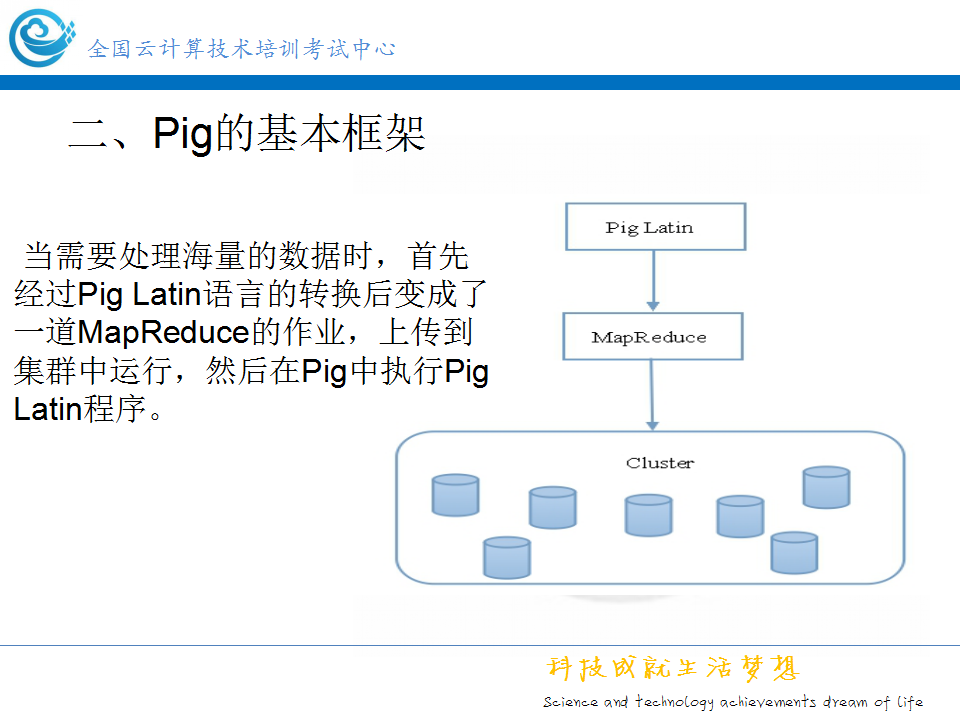 全国云计算技术培训考试中心
二、Pig的基本框架
当需要处理海量的数据时，首先
经过Pig Latin语言的转换后变成了
一道MapReduce的作业，上传到
集群中运行，然后在Pig中执行Pig
Latin程序。
Pig Latin
MapReduce
Cluster
科技成就生活梦想
Science and technology achievements dream of life